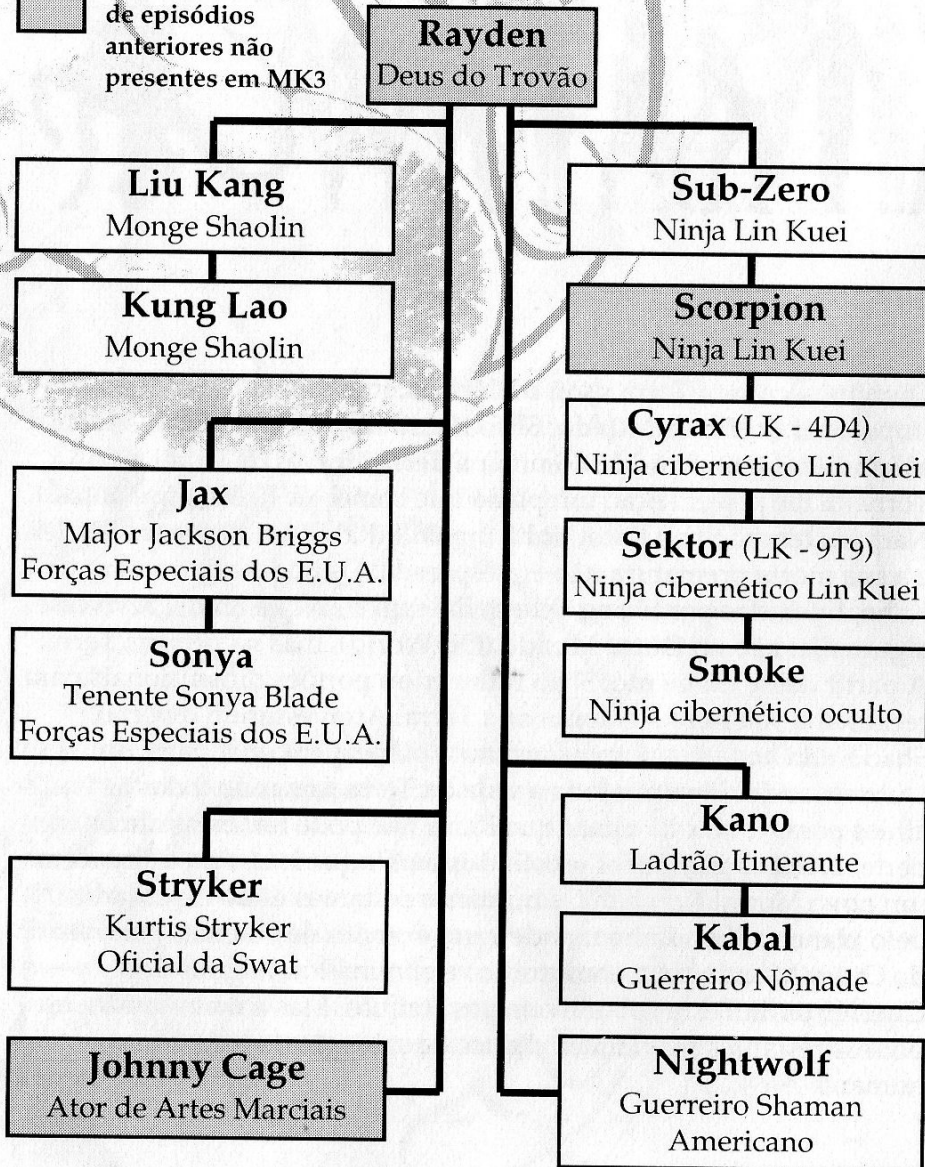 de episódios
anteriores não
presentes em MK3
Rayden
Deus do Trovão
Liu Kang
Monge Shaolin
Kung Lao
Monge Shaolin
Jax
Major Jackson Briggs
Forças Especiais dos E.U.A.
Sonya
Tenente Sonya Blade
Forças Especiais dos E.U.A.
Stryker
Kurtis Stryker
Oficial da Swat
Johnny Cage
Ator de Artes Marciais
Sub-Zero
Ninja Lin Kuei
Scorpion
Ninja Lin Kuei
Cyrax (LK - 4D4)
Ninja cibernético Lin Kuei
Sektor (LK - 9T9)
Ninja cibernético Lin Kuei
Smoke
Ninja cibernético oculto
Kano
Ladrão Itinerante
Kabal
Guerreiro Nômade
Nightwolf
Guerreiro Shaman
Americano